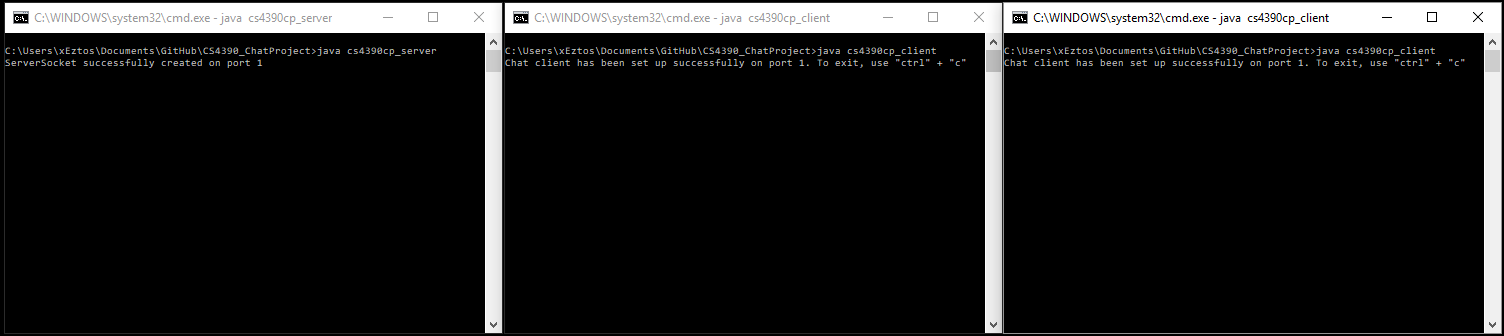 C:\WINDOWS\system32\cmd.exe - java  cs4390cp_server
C:\Users\xEztos\Documents\GitHub\CS4390_ChatProject>java cs4390cp_server
ServerSocket successfully created on port 1
C:\WINDOWS\system32\cmd.exe - java  cs4390cp_client
C:\Users\xEztos\Documents\GitHub\CS4390_ChatProject>java cs4390cp_client
Chat client has been set up successfully on port 1. To exit, use "ctrl" + "c"
C:\WINDOWS\system32\cmd.exe - java  cs4390cp_client
C:\Users\xEztos\Documents\GitHub\CS4390_ChatProject>java cs4390cp_client
Chat client has been set up successfully on port 1. To exit, use "ctrl" + "c"